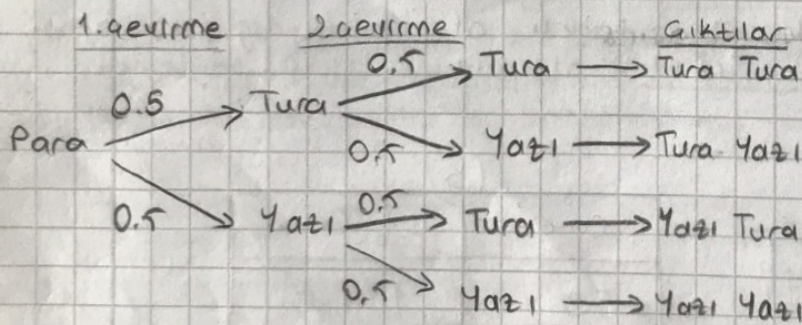 1. çevirme 2. çevirme Çıktılar
0.5 Tura → Tura Tura
0.5 Tura
Para 0.5 Yazı → Tura Yazı
0.5 Yazı 0.5 Tura → Yazı Tura
0.5 Yazı → Yazı Yazı